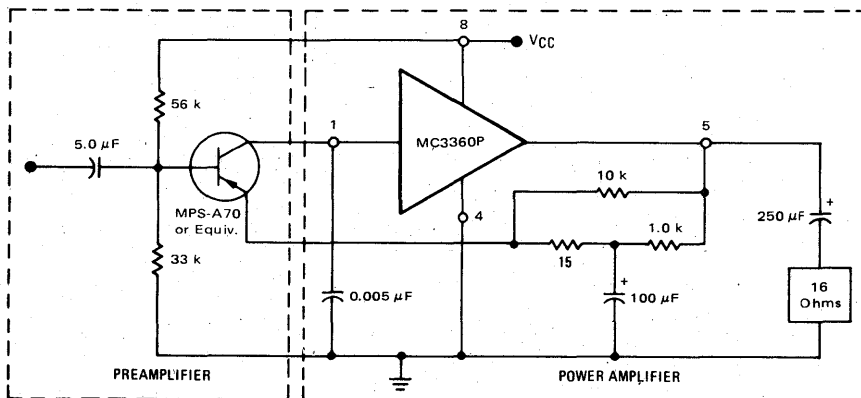 8
VCC
56 k
1
5
5.0 µF
MC3360P
10 k
MPS-A70
or Equiv.
4
250 µF
+
15
1.0 k
33 k
+
0.005 µF
100 µF
16
Ohms
PREAMPLIFIER
POWER AMPLIFIER